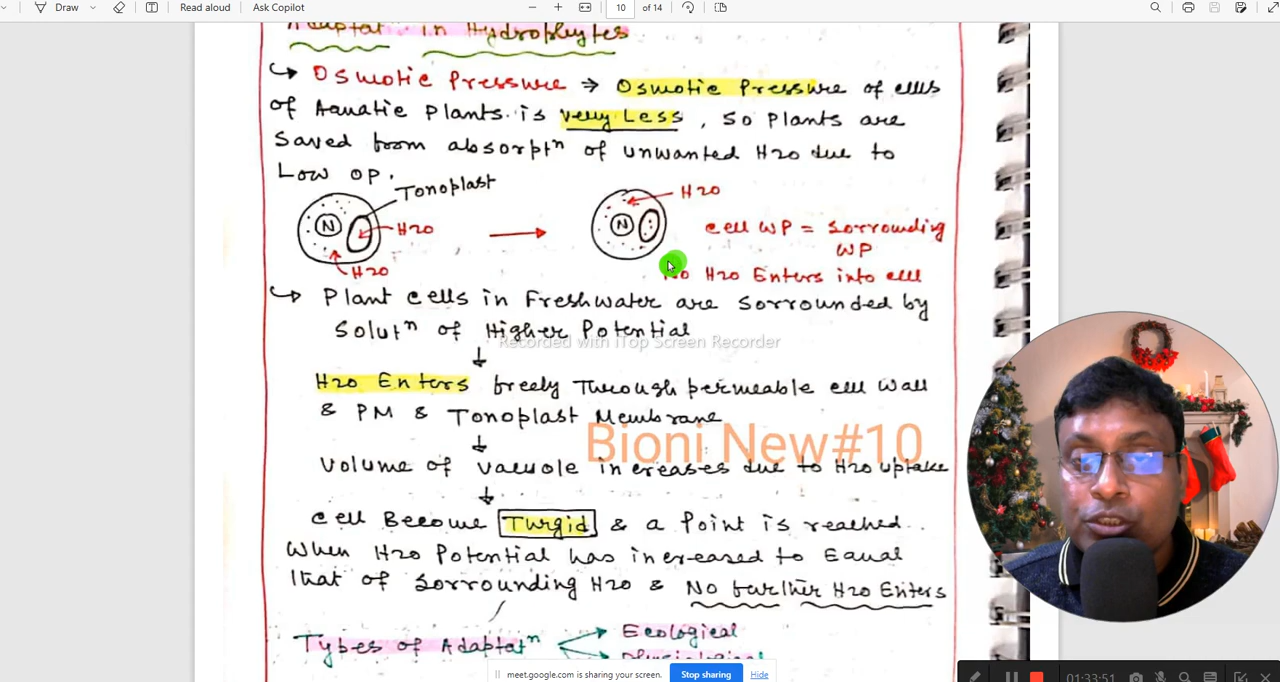 Draw
Read aloud
Ask Copilot
10
of 14
Adaptatn in Hydrophytes
Osmotic Pressure → Osmotic Pressure of cells
of Aquatic Plants. is very Less, so Plants are
saved from absorptn of unwanted H2O due to
Low OP.
Tonoplast
N
H2O
H2O
N
H2O
cell WP = Sorrounding
WP
No H2O Enters into cell
Plant cells in Freshwater are sorrounded by
Solutn of Higher Potential
Recorded with iTop Screen Recorder
H2O Enters freely Through permeable cell wall
& PM & Tonoplast Membrane
Bioni New#10
Volume of vacuole increases due to H2O uptake
cell Become Turgid & a Point is reached
When H2O Potential has increased to Equal
that of Sorrounding H2O & No further H2O Enters
Types of Adaptatn
Ecological
Physiological
meet.google.com is sharing your screen.
Stop sharing
Hide
01:33:51